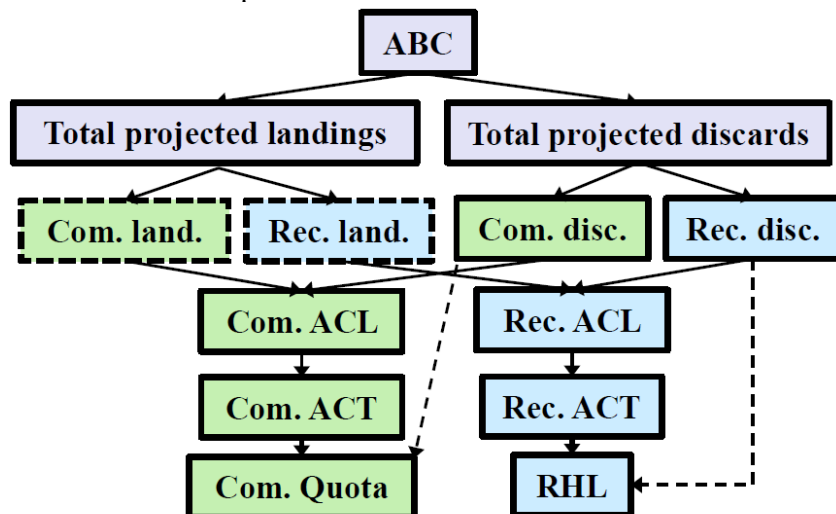 ABC
Total projected landings
Total projected discards
Com. land.
Rec. land.
Com. disc.
Rec. disc.
Com. ACL
Rec. ACL
Com. ACT
Rec. ACT
Com. Quota
RHL